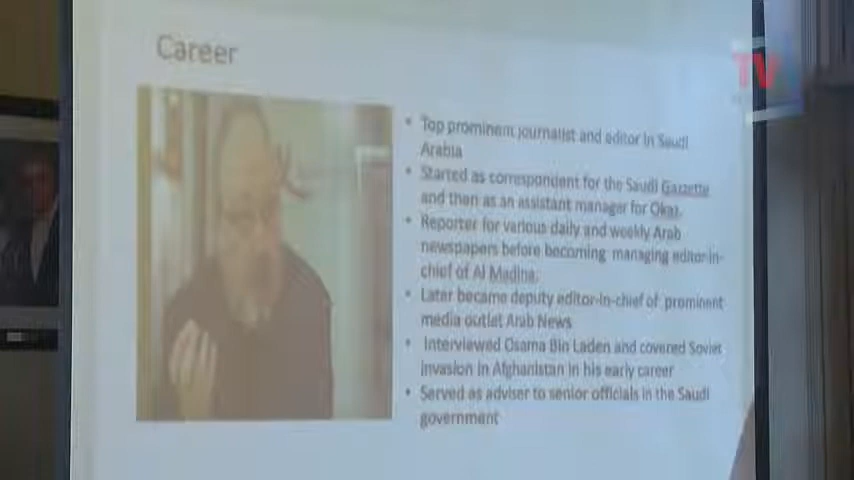 Career
TV
• Top prominent journalist and editor in Saudi
Arabia
• Started as correspondent for the Saudi Gazette
and then as an assistant manager for Okaz.
• Reporter for various daily and weekly Arab
newspapers before becoming managing editor-in-
chief of Al Madina.
• Later became deputy editor-in-chief of prominent
media outlet Arab News
• Interviewed Osama Bin Laden and covered Soviet
invasion in Afghanistan in his early career
• Served as adviser to senior officials in the Saudi
government